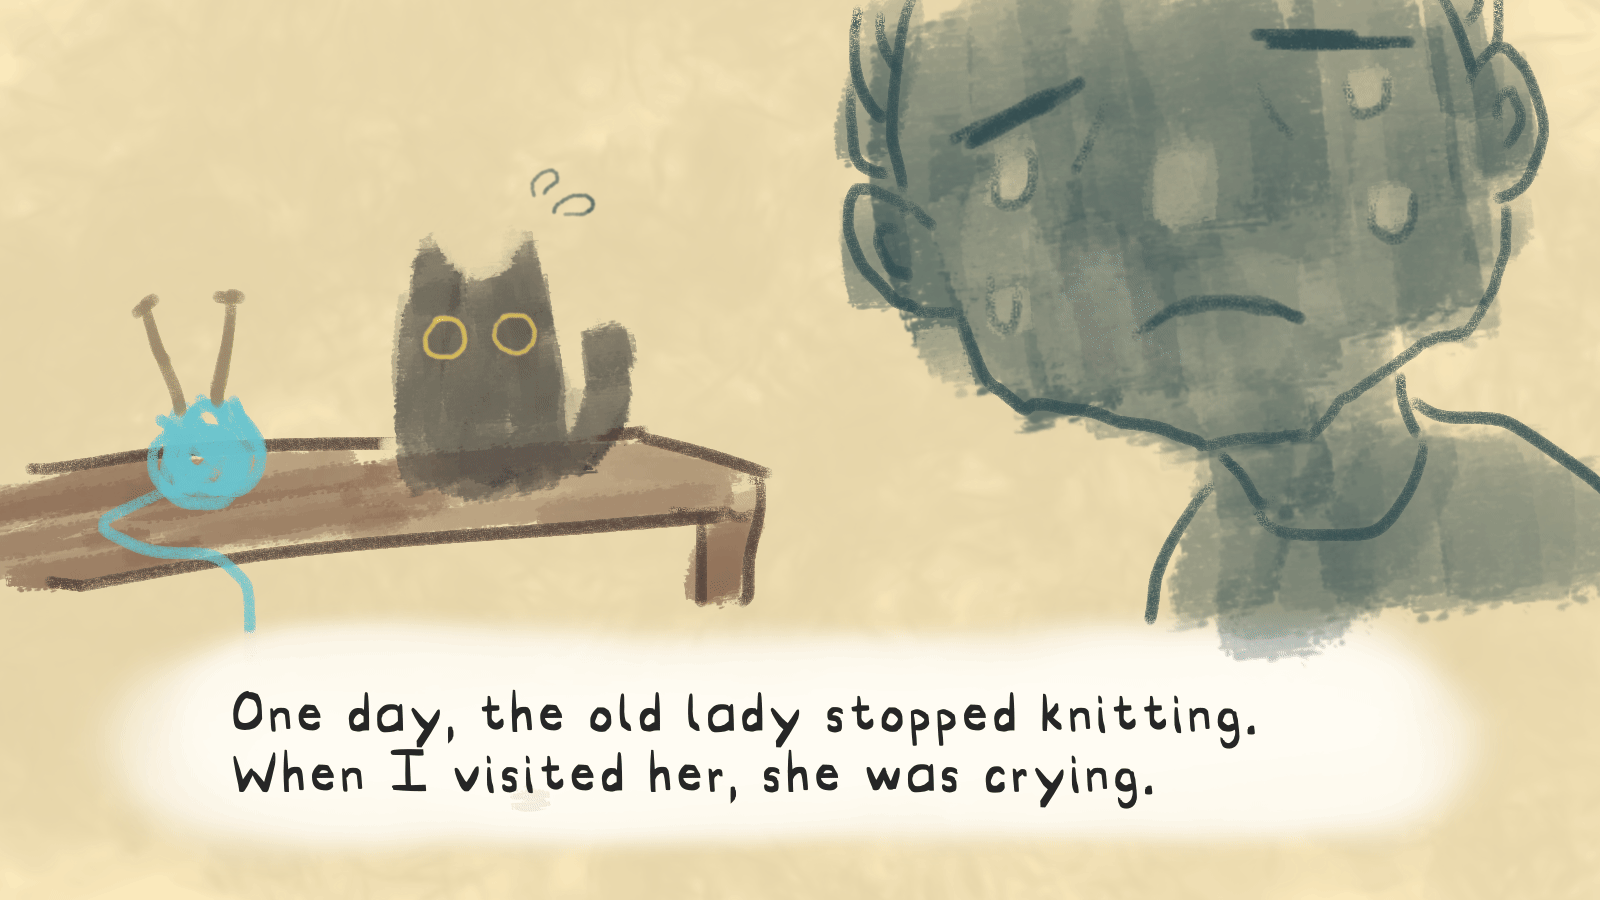 One day, the old lady stopped knitting.
When I visited her, she was crying.